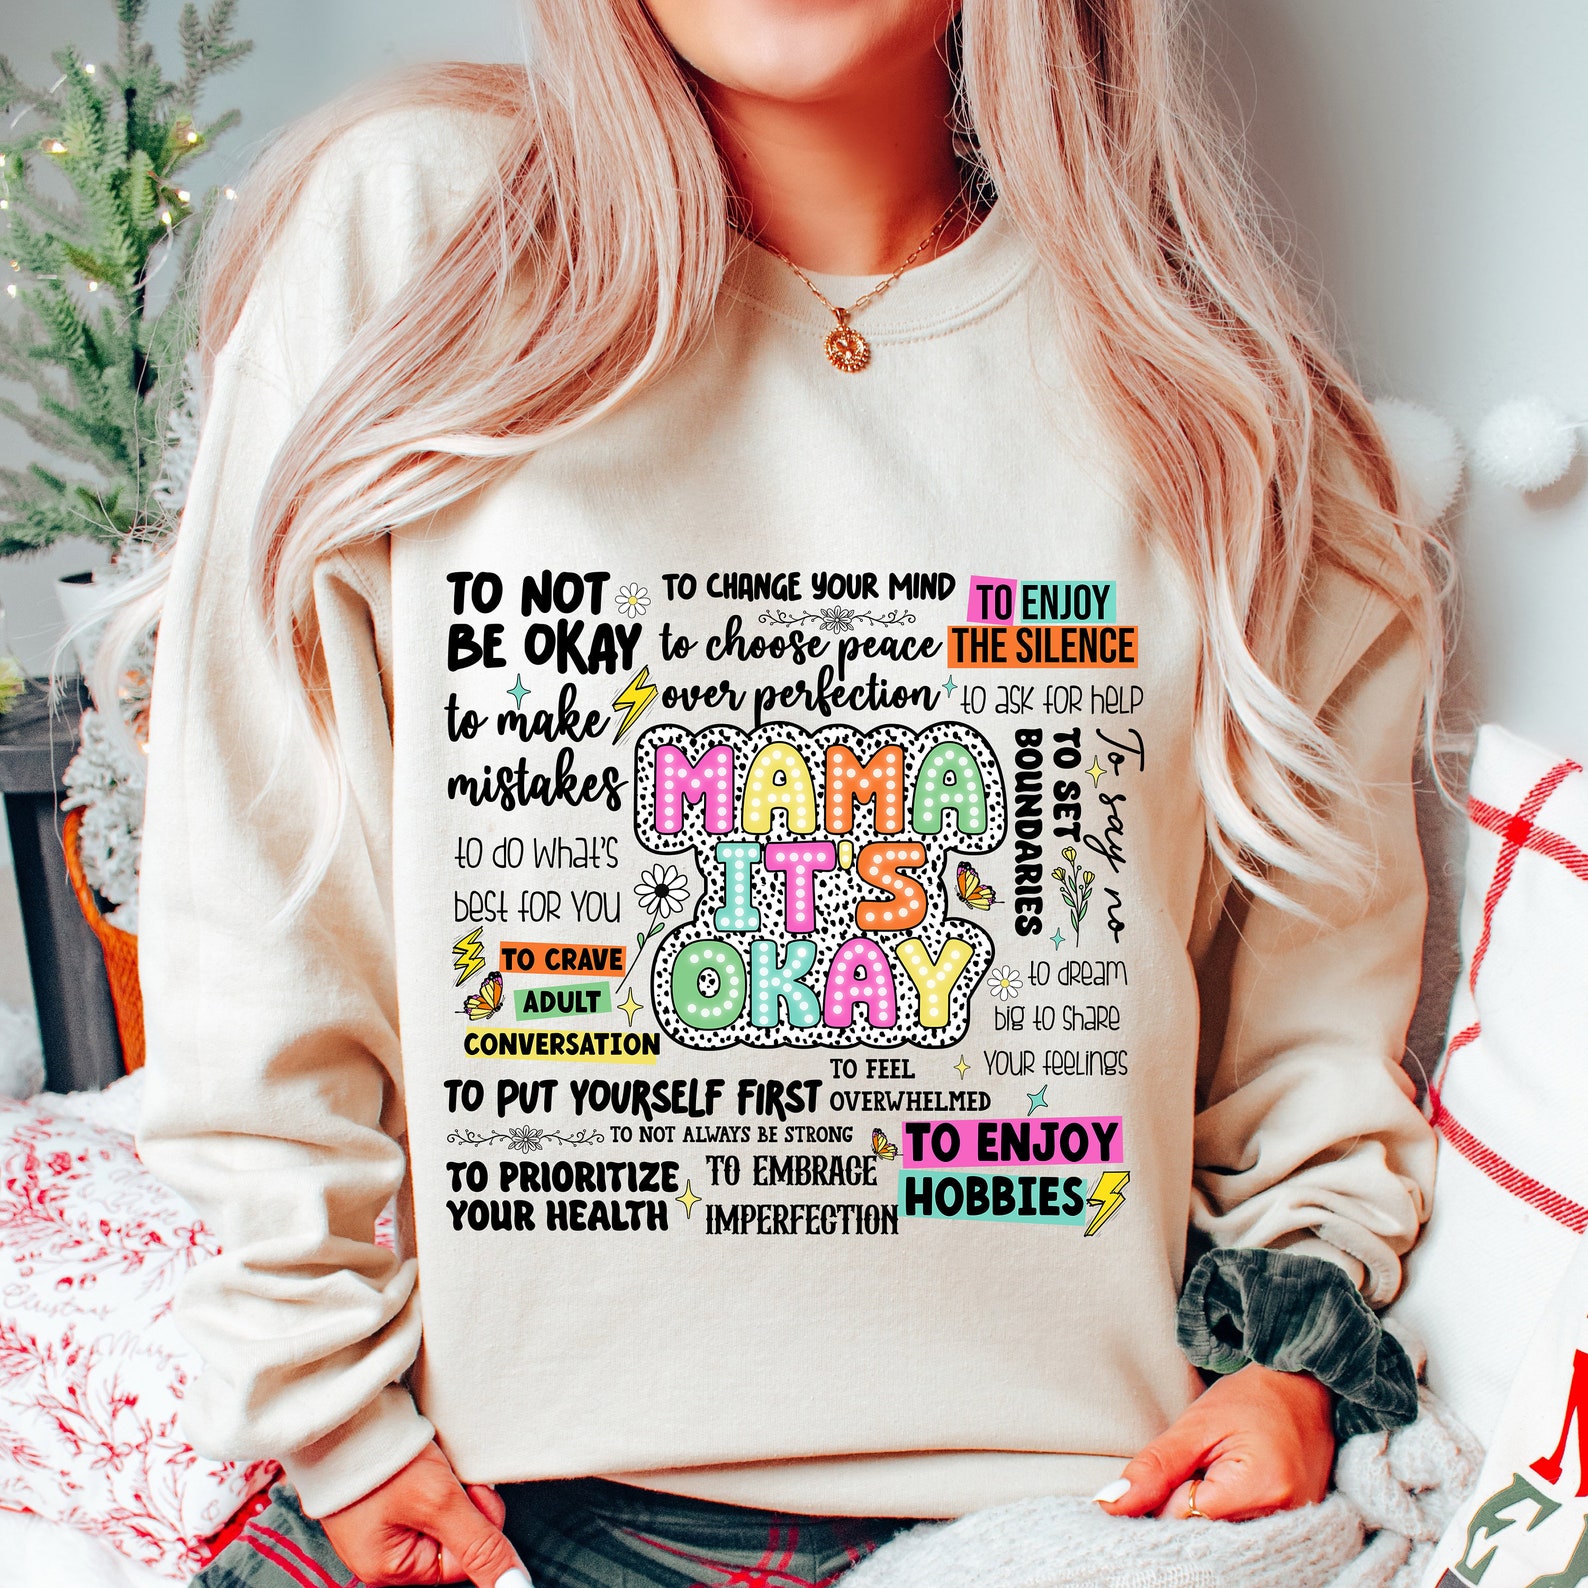 TO NOT
BE OKAY
to make
mistakes
to do what's
best for you
TO CRAVE
ADULT
CONVERSATION
TO CHANGE YOUR MIND
to choose peace
over perfection
TO ENJOY
THE SILENCE
to ask for help
MAMA
IT'S
OKAY
TO SET
BOUNDARIES
To say no
to dream
big to share
your feelings
TO PUT YOURSELF FIRST
TO FEEL
OVERWHELMED
TO NOT ALWAYS BE STRONG
TO PRIORITIZE
YOUR HEALTH
TO EMBRACE
IMPERFECTION
TO ENJOY
HOBBIES
Christmas
Merry